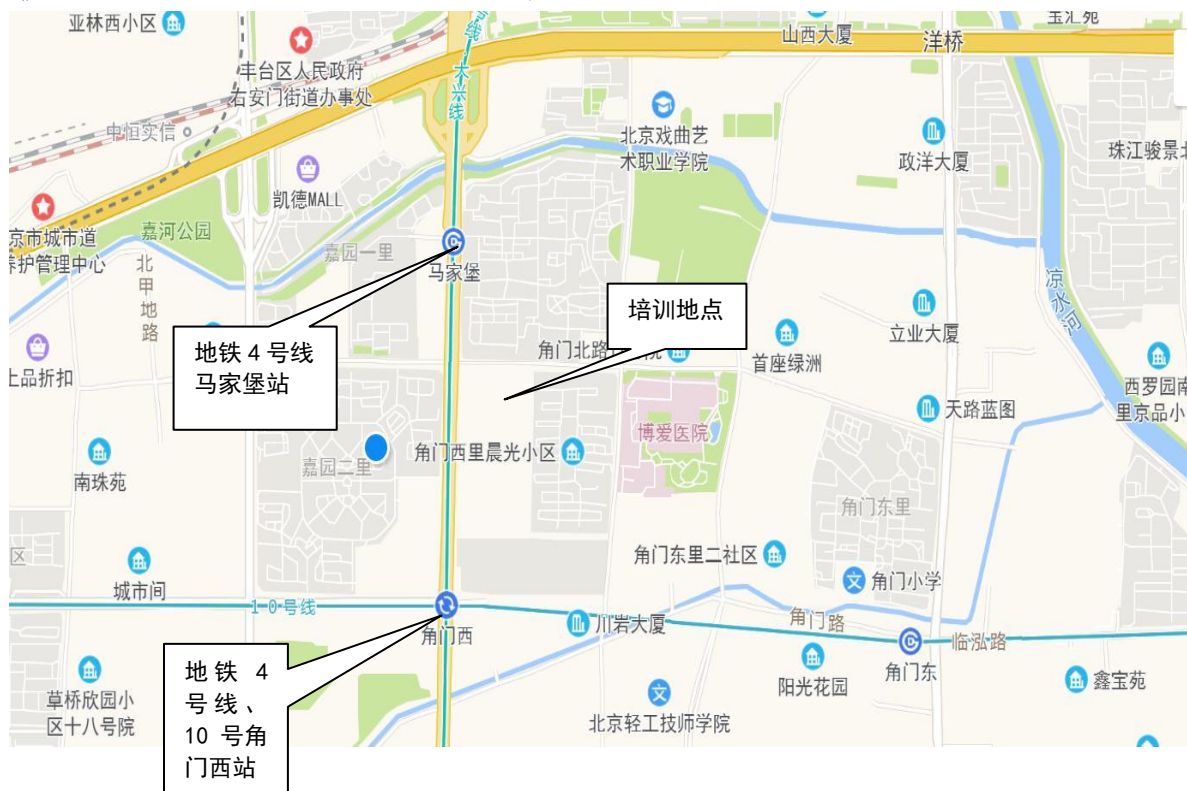 亚林西小区
丰台区人民政府
右安门街道办事处
号线
大兴线
山西大厦
洋桥
宝汇苑
中恒实信
凯德MALL
北京戏曲艺
术职业学院
政洋大厦
珠江骏景北
京市城市道
养护管理中心
嘉河公园
北甲地路
嘉园一里
马家堡
凉水河
培训地点
地铁4号线
马家堡站
角门北路
院
首座绿洲
立业大厦
上品折扣
西罗园南
里京品小
天路蓝图
博爱医院
角门西里晨光小区
嘉园二里
南珠苑
角门东里
区
城市间
角门东里二社区
角门小学
10号线
角门西
川岩大厦
角门路
角门东
临泓路
地铁4
号线、
10号角
门西站
草桥欣园小
区十八号院
北京轻工技师学院
阳光花园
鑫宝苑